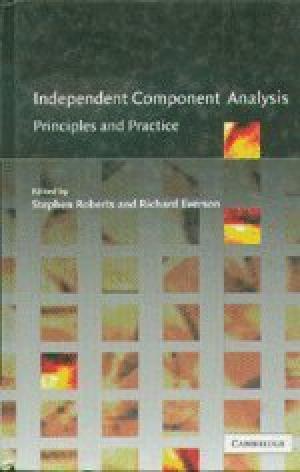 Independent Component Analysis
Principles and Practice
Edited by
Stephen Roberts and Richard Everson
CAMBRIDGE